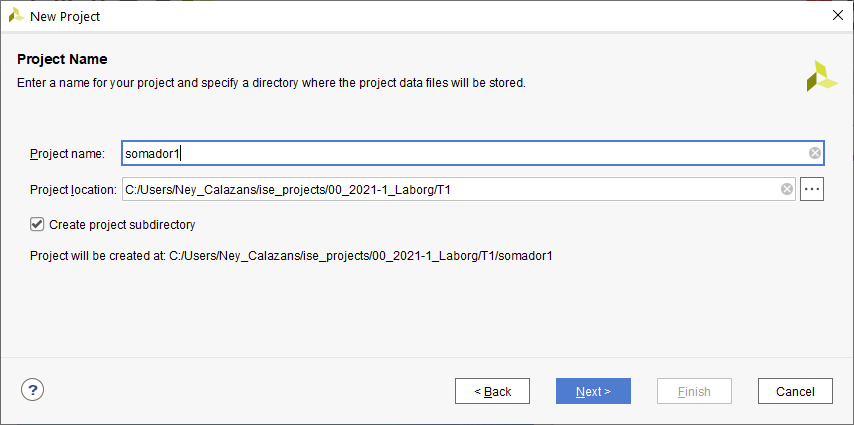 New Project
Project Name
Enter a name for your project and specify a directory where the project data files will be stored.
Project name: somador1
Project location: C:/Users/Ney_Calazans/ise_projects/00_2021-1_Laborg/T1 ...
Create project subdirectory
Project will be created at: C:/Users/Ney_Calazans/ise_projects/00_2021-1_Laborg/T1/somador1
? < Back Next > Finish Cancel